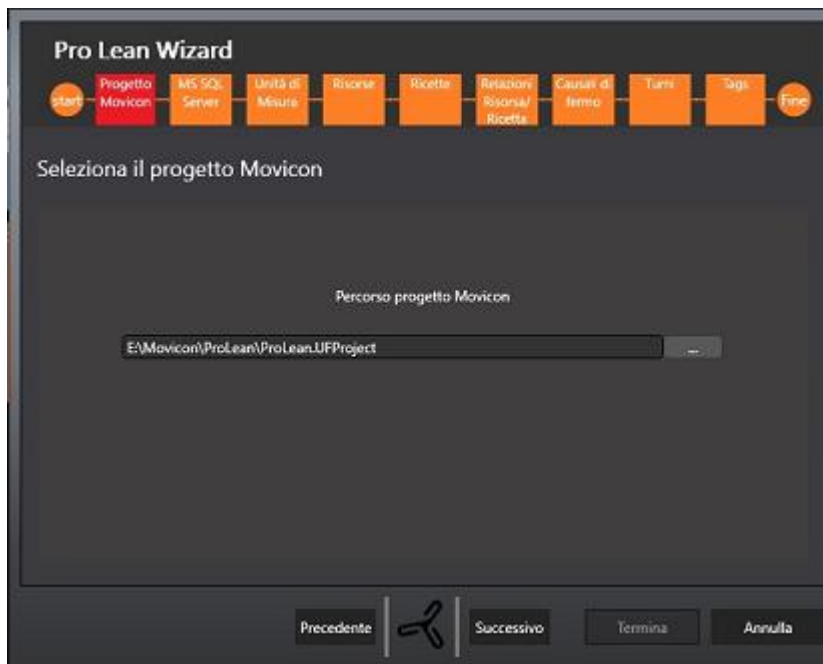 Pro Lean Wizard
start
Progetto
Movicon
MS SQL
Server
Unità di
Misura
Risorse
Ricette
Relazioni
Risorsa/
Ricetta
Causali di
fermo
Turni
Tags
Fine
Seleziona il progetto Movicon
Percorso progetto Movicon
E:\Movicon\ProLean\ProLean.UFProject
...
Precedente
Successivo
Termina
Annulla